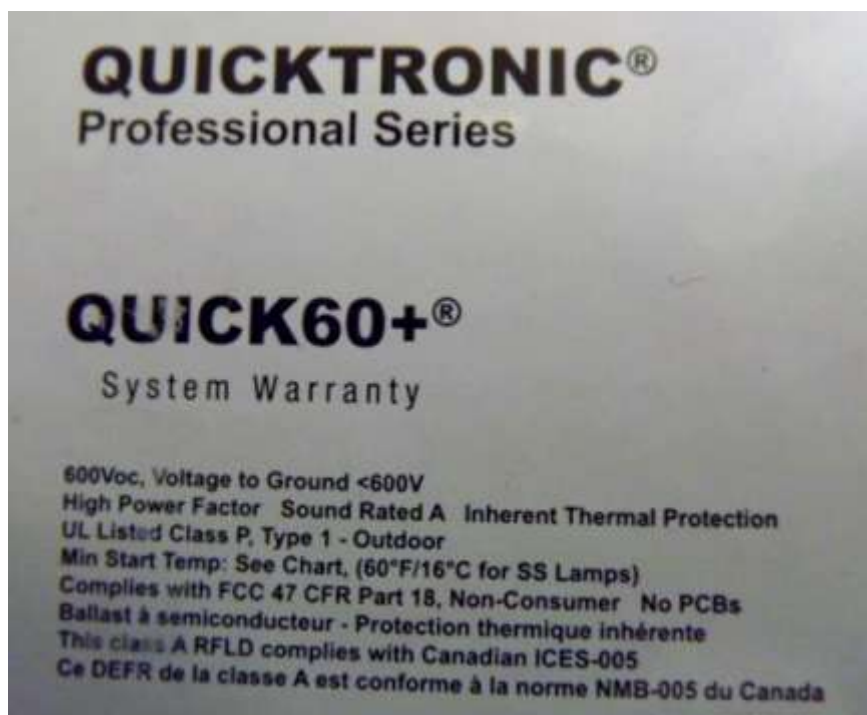 QUICKTRONIC®
Professional Series
QUICK60+®
System Warranty
600Voc, Voltage to Ground <600V
High Power Factor Sound Rated A Inherent Thermal Protection
UL Listed Class P, Type 1 - Outdoor
Min Start Temp: See Chart, (60°F/16°C for SS Lamps)
Complies with FCC 47 CFR Part 18, Non-Consumer No PCBs
Ballast à semiconducteur - Protection thermique inhérente
This class A RFLD complies with Canadian ICES-005
Ce DEFR de la classe A est conforme à la norme NMB-005 du Canada